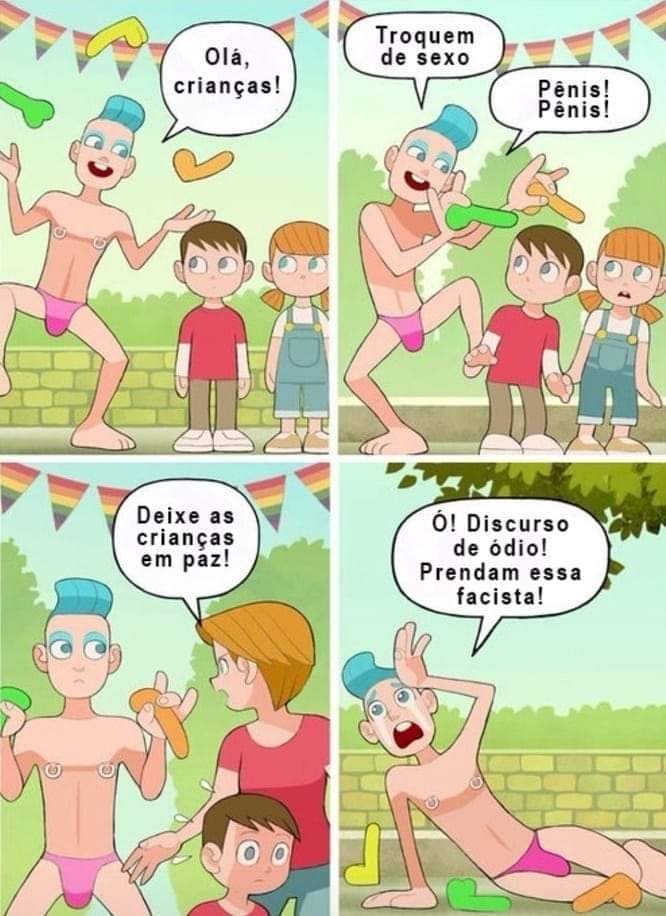 Olá,
crianças!
Troquem
de sexo
Pênis!
Pênis!
Deixe as
crianças
em paz!
Ó! Discurso
de ódio!
Prendam essa
facista!